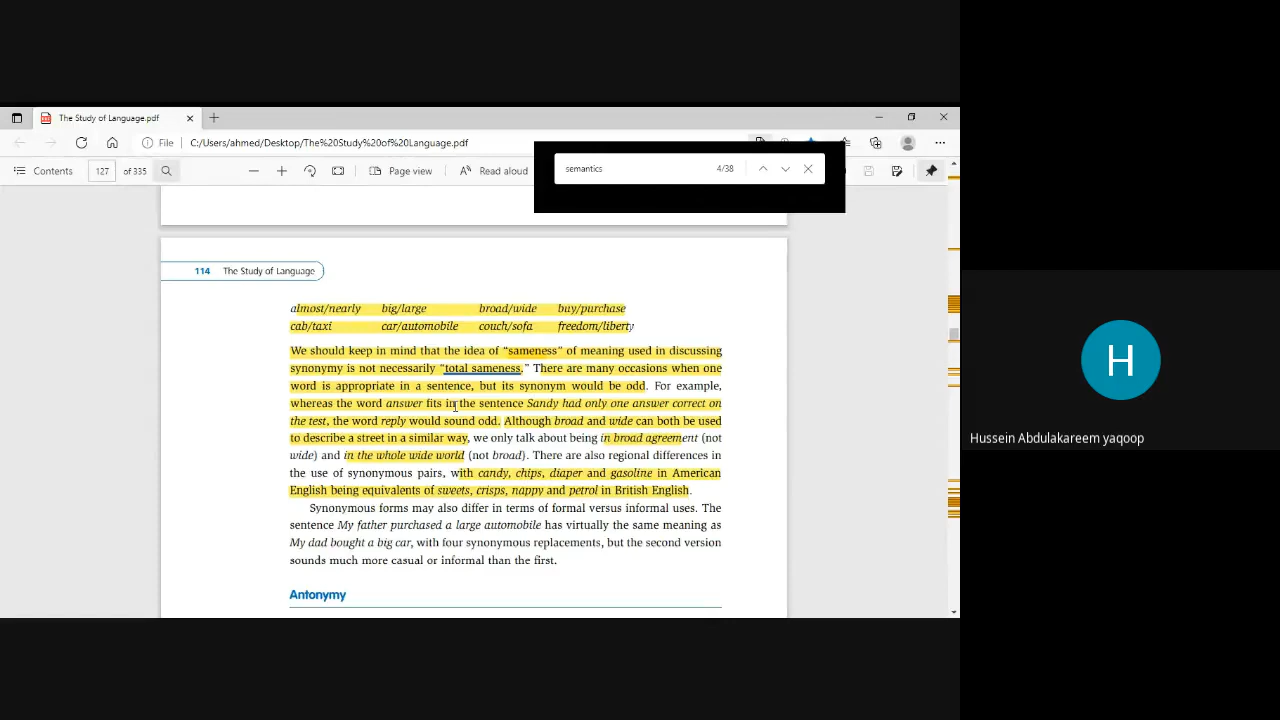 The Study of Language.pdf
File C:/Users/ahmed/Desktop/The%20Study%20of%20Language.pdf
semantics 4/38
Contents 127 of 335 Page view Read aloud
114 The Study of Language
almost/nearly big/large broad/wide buy/purchase
cab/taxi car/automobile couch/sofa freedom/liberty
We should keep in mind that the idea of “sameness” of meaning used in discussing
synonymy is not necessarily “total sameness.” There are many occasions when one
word is appropriate in a sentence, but its synonym would be odd. For example,
whereas the word answer fits in the sentence Sandy had only one answer correct on
the test, the word reply would sound odd. Although broad and wide can both be used
to describe a street in a similar way, we only talk about being in broad agreement (not
wide) and in the whole wide world (not broad). There are also regional differences in
the use of synonymous pairs, with candy, chips, diaper and gasoline in American
English being equivalents of sweets, crisps, nappy and petrol in British English.
Synonymous forms may also differ in terms of formal versus informal uses. The
sentence My father purchased a large automobile has virtually the same meaning as
My dad bought a big car, with four synonymous replacements, but the second version
sounds much more casual or informal than the first.
Antonymy
H
Hussein Abdulakareem yaqoop